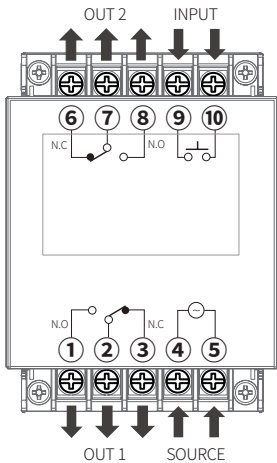 OUT 2 INPUT
⑥ ⑦ ⑧ ⑨ ⑩
N.C N.O
N.O N.C
① ② ③ ④ ⑤
OUT 1 SOURCE